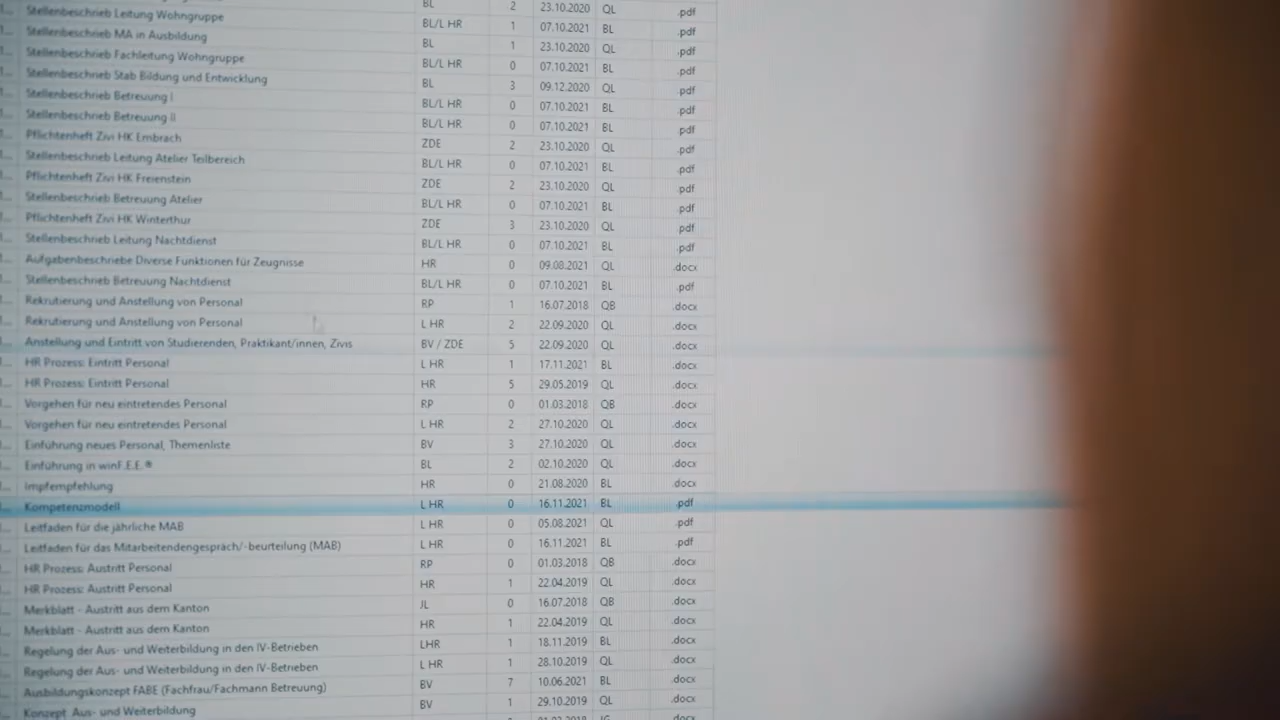 BL 2 23.10.2020 QL .pdf
Stellenbeschrieb Leitung Wohngruppe BL/L HR 1 07.10.2021 BL .pdf
Stellenbeschrieb MA in Ausbildung BL 1 23.10.2020 QL .pdf
Stellenbeschrieb Fachleitung Wohngruppe BL/L HR 0 07.10.2021 BL .pdf
Stellenbeschrieb Stab Bildung und Entwicklung BL 3 09.12.2020 QL .pdf
Stellenbeschrieb Betreuung I BL/L HR 0 07.10.2021 BL .pdf
Stellenbeschrieb Betreuung II BL/L HR 0 07.10.2021 BL .pdf
Pflichtenheft Zivi HK Embrach ZDE 2 23.10.2020 QL .pdf
Stellenbeschrieb Leitung Atelier Teilbereich BL/L HR 0 07.10.2021 BL .pdf
Pflichtenheft Zivi HK Freienstein ZDE 2 23.10.2020 QL .pdf
Stellenbeschrieb Betreuung Atelier BL/L HR 0 07.10.2021 BL .pdf
Pflichtenheft Zivi HK Winterthur ZDE 3 23.10.2020 QL .pdf
Stellenbeschrieb Leitung Nachtdienst BL/L HR 0 07.10.2021 BL .pdf
Aufgabenbeschriebe Diverse Funktionen für Zeugnisse HR 0 09.08.2021 QL .docx
Stellenbeschrieb Betreuung Nachtdienst BL/L HR 0 07.10.2021 BL .pdf
Rekrutierung und Anstellung von Personal RP 1 16.07.2018 QB .docx
Rekrutierung und Anstellung von Personal L HR 2 22.09.2020 QL .docx
Anstellung und Eintritt von Studierenden, Praktikant/innen, Zivis BV / ZDE 5 22.09.2020 QL .docx
HR Prozess: Eintritt Personal L HR 1 17.11.2021 BL .docx
HR Prozess: Eintritt Personal HR 5 29.05.2019 QL .docx
Vorgehen für neu eintretendes Personal RP 0 01.03.2018 QB .docx
Vorgehen für neu eintretendes Personal L HR 2 27.10.2020 QL .docx
Einführung neues Personal, Themenliste BV 3 27.10.2020 QL .docx
Einführung in winF.E.E.® BL 2 02.10.2020 QL .docx
Impfempfehlung HR 0 21.08.2020 BL .docx
Kompetenzmodell L HR 0 16.11.2021 BL .pdf
Leitfaden für die jährliche MAB L HR 0 05.08.2021 QL .pdf
Leitfaden für das Mitarbeitendengespräch/-beurteilung (MAB) L HR 0 16.11.2021 BL .pdf
HR Prozess: Austritt Personal RP 0 01.03.2018 QB .docx
HR Prozess: Austritt Personal HR 1 22.04.2019 QL .docx
Merkblatt - Austritt aus dem Kanton JL 0 16.07.2018 QB .docx
Merkblatt - Austritt aus dem Kanton HR 1 22.04.2019 QL .docx
Regelung der Aus- und Weiterbildung in den IV-Betrieben LHR 1 18.11.2019 BL .docx
Regelung der Aus- und Weiterbildung in den IV-Betrieben L HR 1 28.10.2019 QL .docx
Ausbildungskonzept FABE (Fachfrau/Fachmann Betreuung) BV 7 10.06.2021 BL .docx
Konzept Aus- und Weiterbildung BV 1 29.10.2019 QL .docx